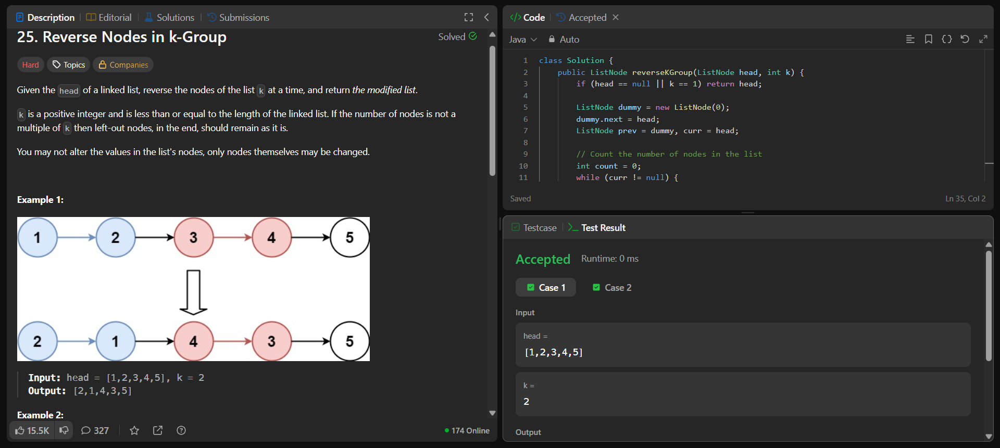 Description
Editorial
Solutions
Submissions
25. Reverse Nodes in k-Group
Solved
Hard
Topics
Companies
Given the head of a linked list, reverse the nodes of the list k at a time, and return the modified list.
k is a positive integer and is less than or equal to the length of the linked list. If the number of nodes is not a
multiple of k then left-out nodes, in the end, should remain as it is.
You may not alter the values in the list's nodes, only nodes themselves may be changed.
Example 1:
1 2 3 4 5
2 1 4 3 5
Input: head = [1,2,3,4,5], k = 2
Output: [2,1,4,3,5]
Example 2:
15.5K
327
174 Online
</> Code
Accepted
Java
Auto
1 class Solution {
2 public ListNode reverseKGroup(ListNode head, int k) {
3 if (head == null || k == 1) return head;
4
5 ListNode dummy = new ListNode(0);
6 dummy.next = head;
7 ListNode prev = dummy, curr = head;
8
9 // Count the number of nodes in the list
10 int count = 0;
11 while (curr != null) {
Saved
Ln 35, Col 2
Testcase
Test Result
Accepted
Runtime: 0 ms
Case 1
Case 2
Input
head =
[1,2,3,4,5]
k =
2
Output